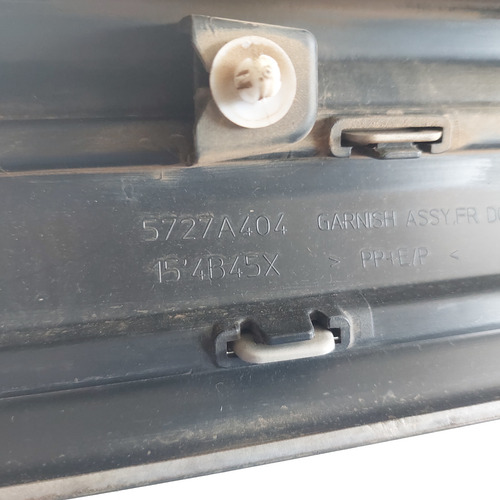 5727A404 GARNISH ASSY.FR D
15'4B45X > PP+E/P <